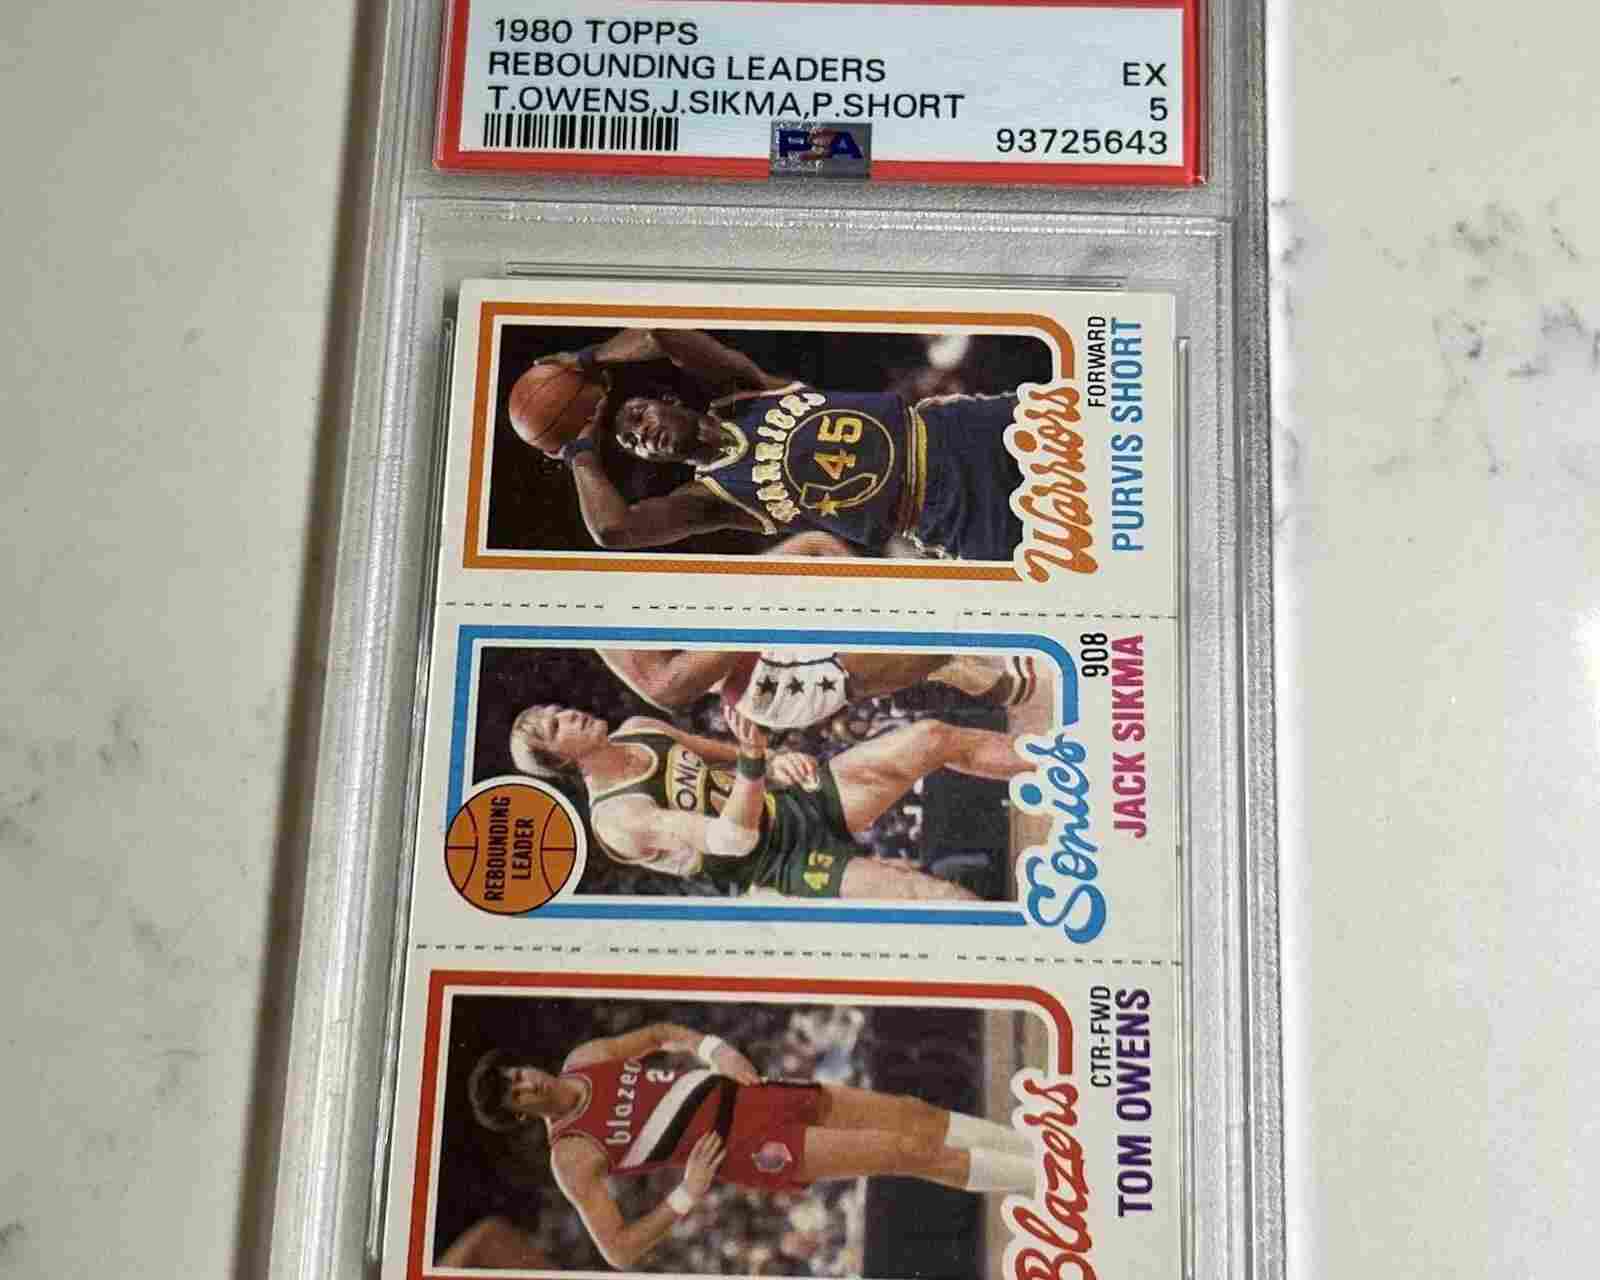 1980 TOPPS
REBOUNDING LEADERS
EX
T.OWENS,J.SIKMA,P.SHORT
5
PSA
93725643
FORWARD
PURVIS SHORT
Warriors
WARRIORS
45
908
JACK SIKMA
Sonics
REBOUNDING
LEADER
43
CTR-FWD
TOM OWENS
Blazers
blazer
2